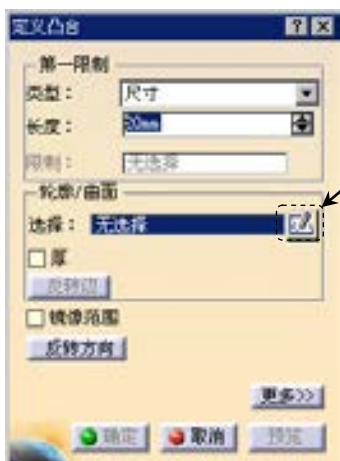 定义凸台
第一限制
类型： 尺寸
长度： 20mm
限制： 无选择
轮廓/曲面
选择： 无选择
厚
反转边
镜像范围
反转方向
更多>>
确定 取消 预览